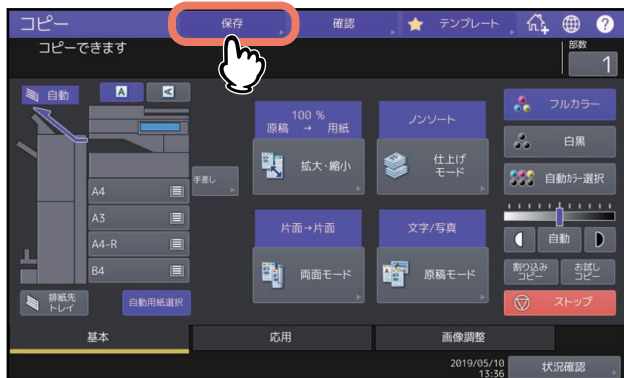 コピー
保存
確認
テンプレート
?
コピーできます
部数
1
自動
A
A
100 %
原稿 → 用紙
ノンソート
フルカラー
白黒
拡大・縮小
仕上げ
モード
手差し
自動カラー選択
A4
A3
片面→片面
文字/写真
A4-R
自動
B4
両面モード
原稿モード
割り込み
コピー
お試し
コピー
排紙先
トレイ
自動用紙選択
ストップ
基本
応用
画像調整
2019/05/10
13:36
状況確認